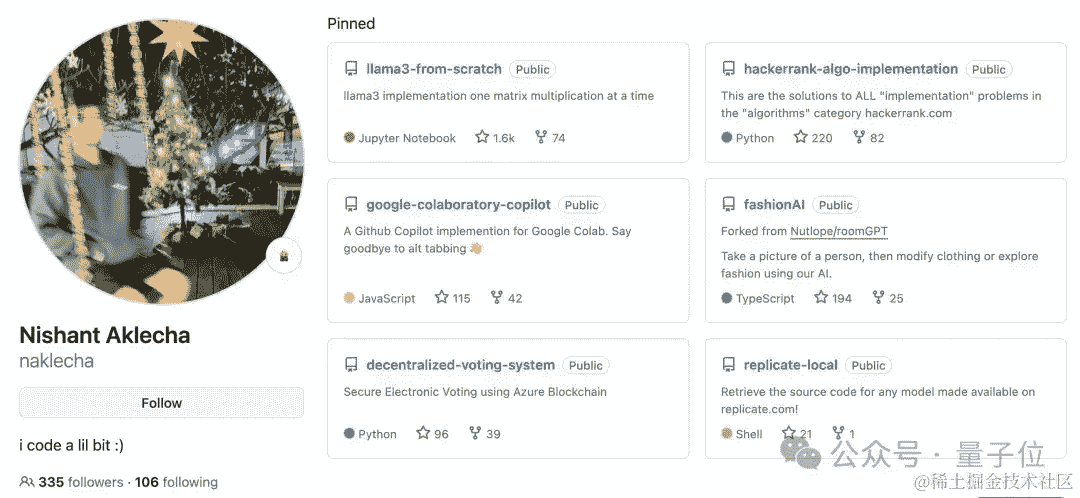 Pinned
llama3-from-scratch Public
llama3 implementation one matrix multiplication at a time
Jupyter Notebook 1.6k 74
hackerrank-algo-implementation Public
This are the solutions to ALL "implementation" problems in
the "algorithms" category hackerrank.com
Python 220 82
google-colaboratory-copilot Public
A Github Copilot implemention for Google Colab. Say
goodbye to alt tabbing 👋
JavaScript 115 42
fashionAI Public
Forked from Nutlope/roomGPT
Take a picture of a person, then modify clothing or explore
fashion using our AI.
TypeScript 194 25
decentralized-voting-system Public
Secure Electronic Voting using Azure Blockchain
Python 96 39
replicate-local Public
Retrieve the source code for any model made available on
replicate.com!
Shell 21 1
Nishant Aklecha
naklecha
Follow
i code a lil bit :)
335 followers · 106 following
公众号 · 量子位
@稀土掘金技术社区